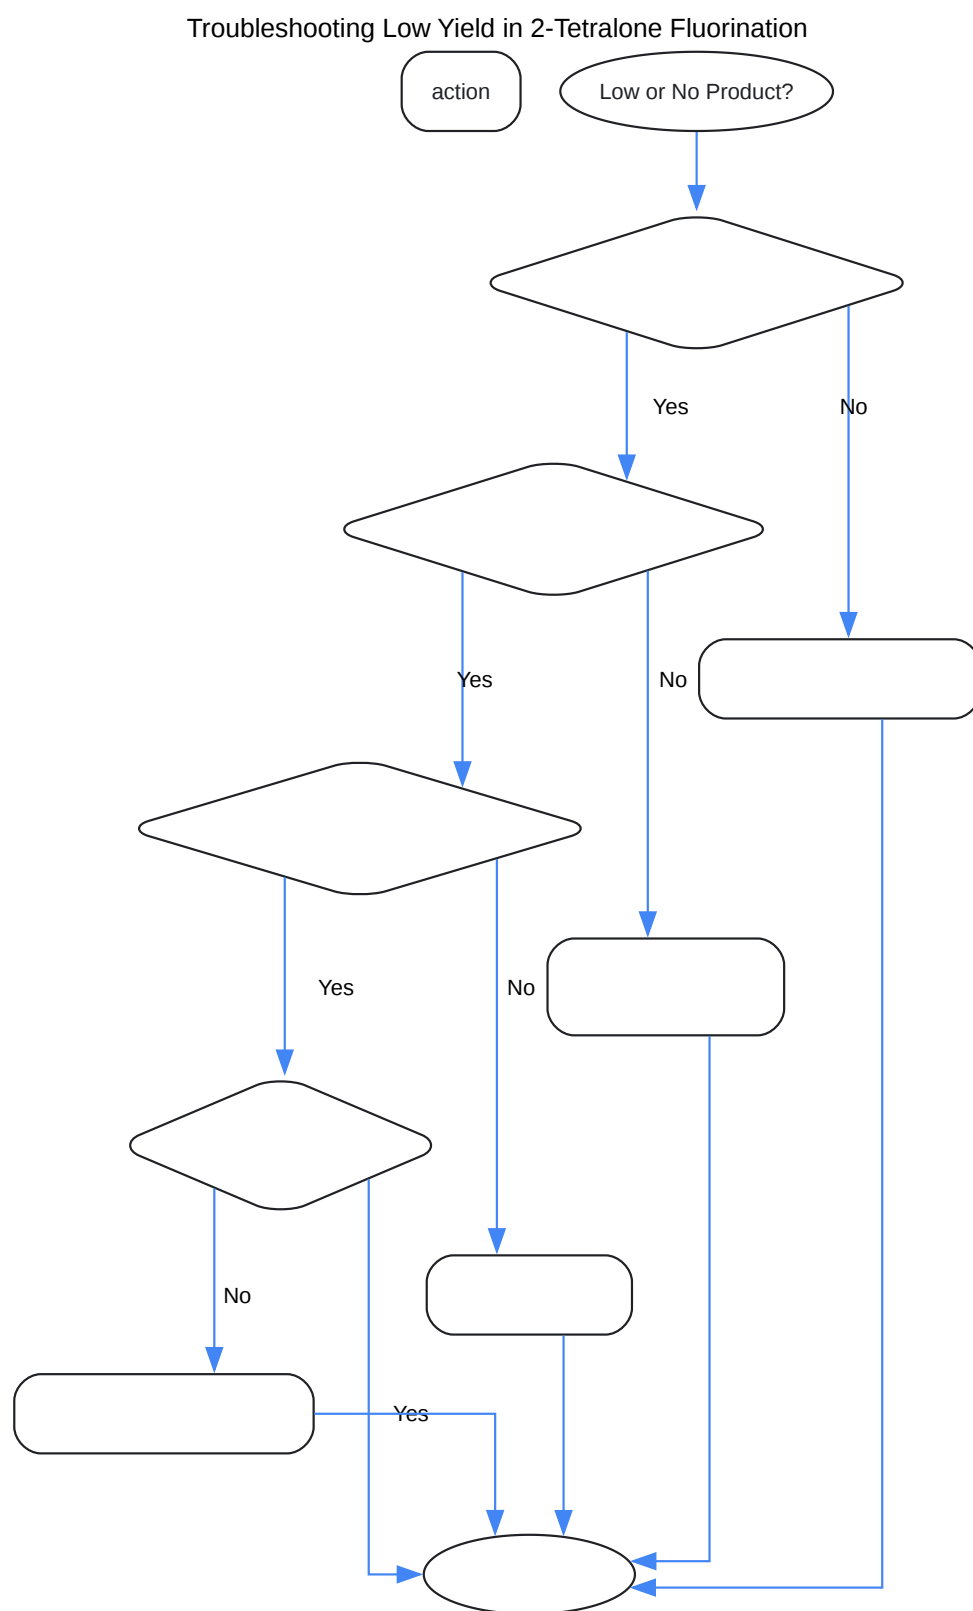 Troubleshooting Low Yield in 2-Tetralone Fluorination
action
Low or No Product?
Yes
No
Yes
No
Yes
No
No
Yes